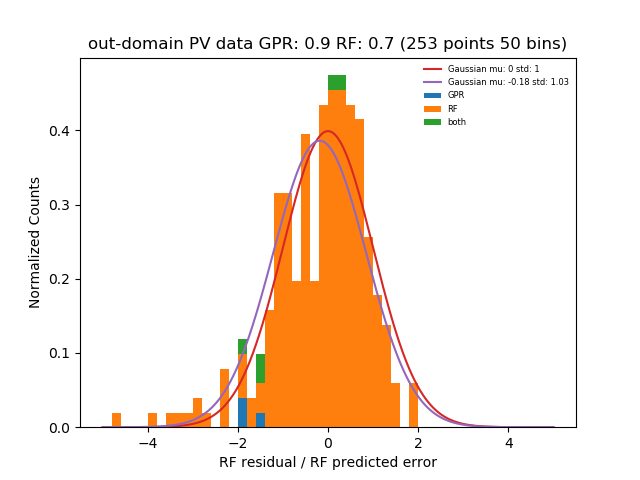 out-domain PV data GPR: 0.9 RF: 0.7 (253 points 50 bins)
Gaussian mu: 0 std: 1
Gaussian mu: -0.18 std: 1.03
GPR
RF
both
0.4
0.3
0.2
0.1
0.0
Normalized Counts
−4 −2 0 2 4
RF residual / RF predicted error